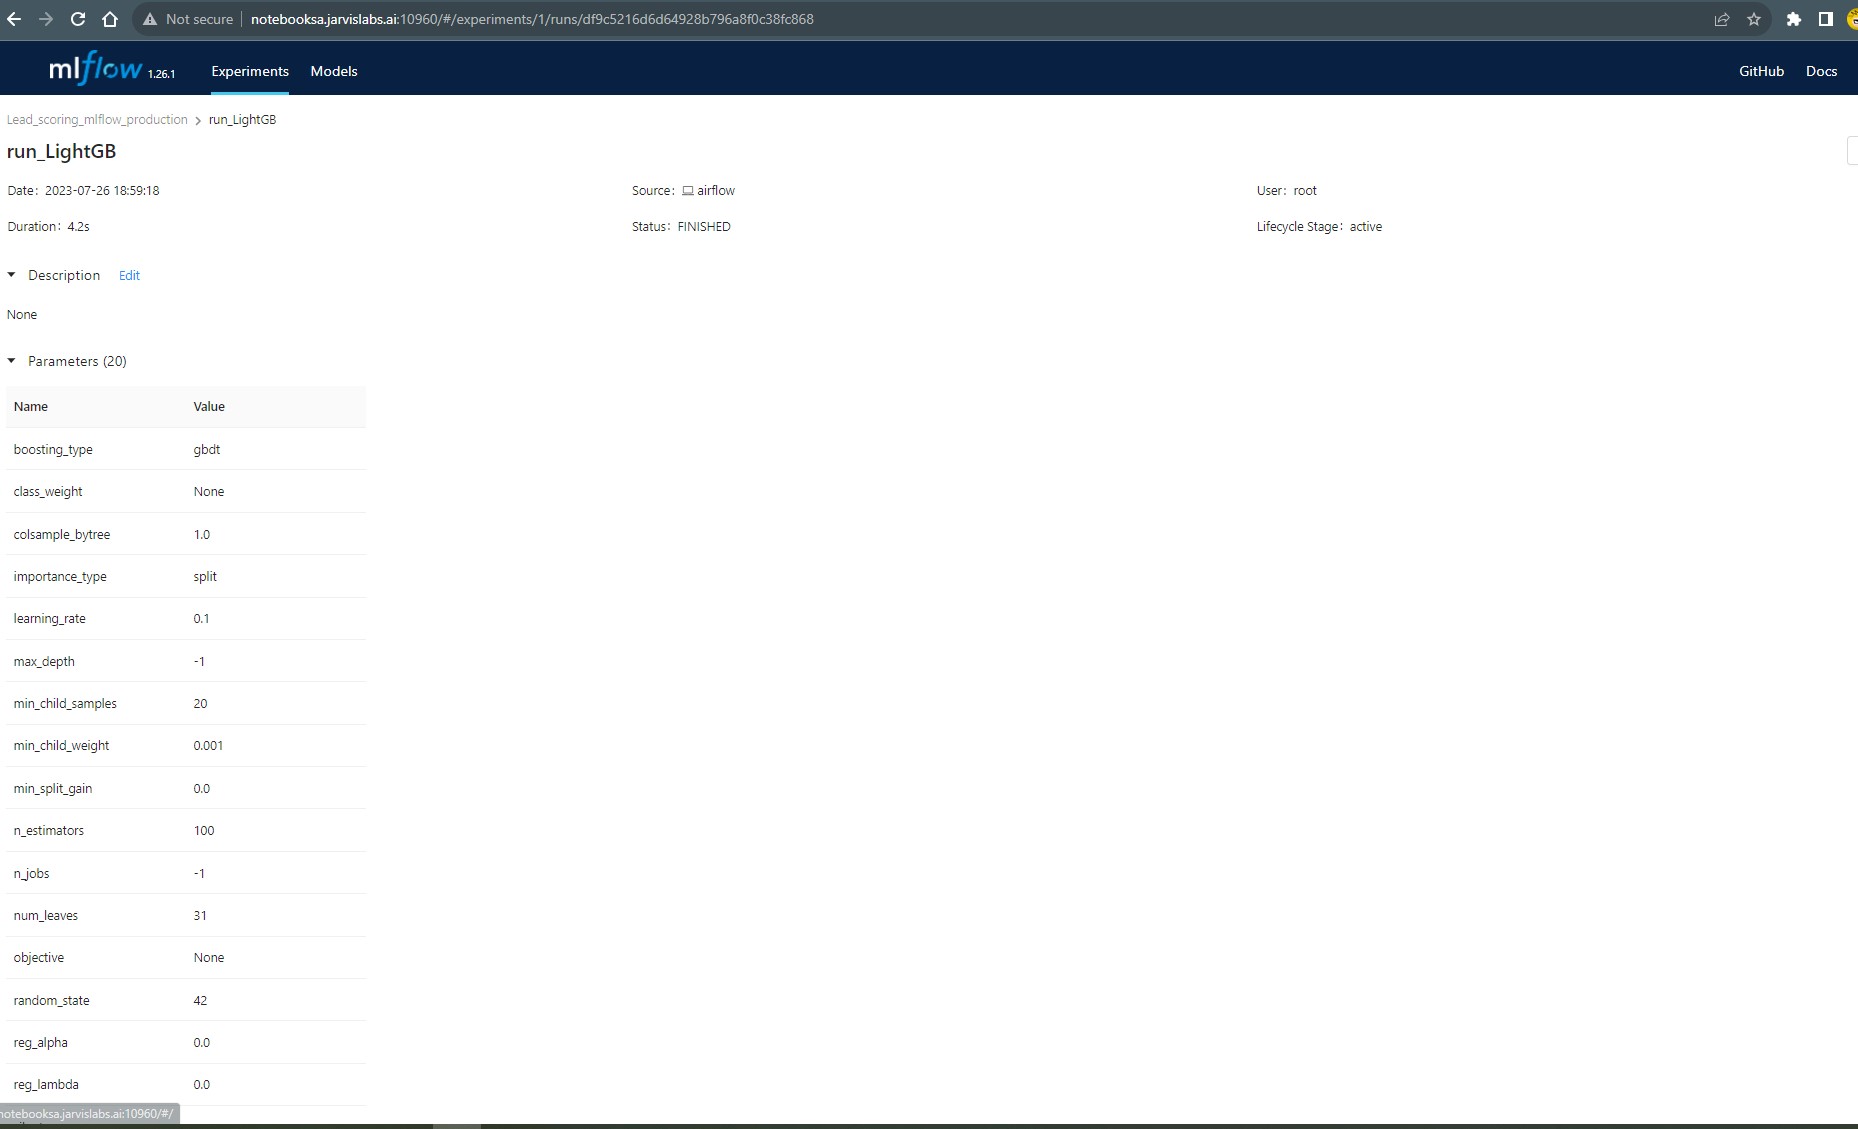 Not secure notebooksa.jarvislabs.ai:10960/#/experiments/1/runs/df9c5216d6d64928b796a8f0c38fc868
mlflow 1.26.1 Experiments Models GitHub Docs
Lead_scoring_mlflow_production > run_LightGB
run_LightGB
Date: 2023-07-26 18:59:18 Source: airflow User: root
Duration: 4.2s Status: FINISHED Lifecycle Stage: active
Description Edit
None
Parameters (20)
Name Value
boosting_type gbdt
class_weight None
colsample_bytree 1.0
importance_type split
learning_rate 0.1
max_depth -1
min_child_samples 20
min_child_weight 0.001
min_split_gain 0.0
n_estimators 100
n_jobs -1
num_leaves 31
objective None
random_state 42
reg_alpha 0.0
reg_lambda 0.0
notebooksa.jarvislabs.ai:10960/#/